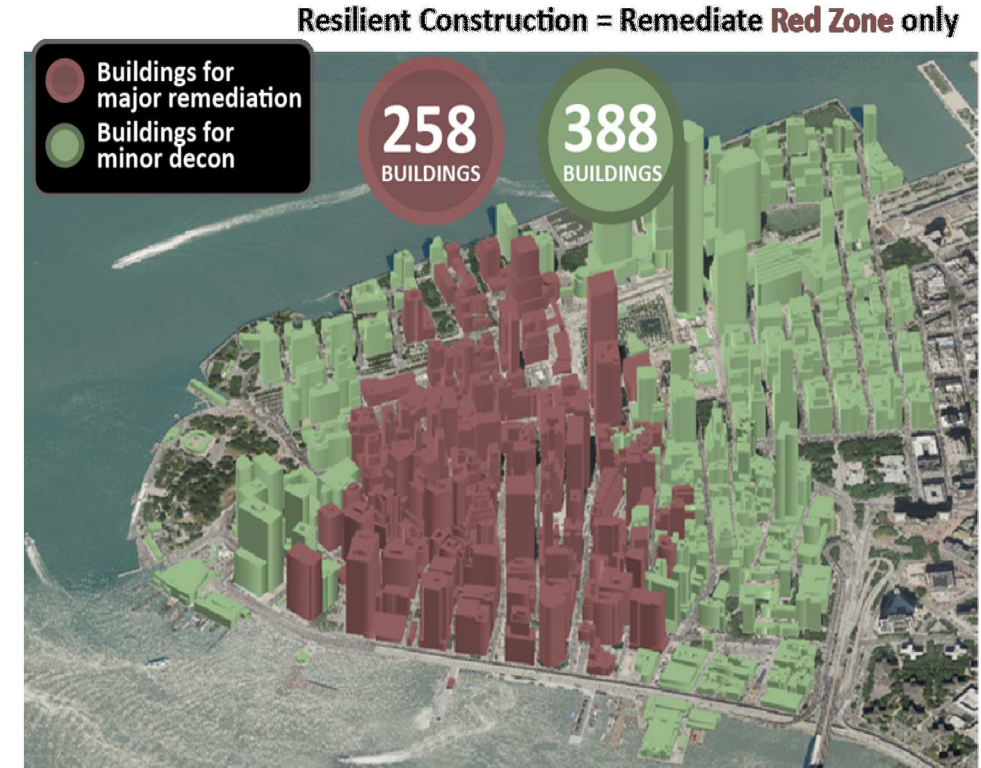 Resilient Construction = Remediate Red Zone only
Buildings for
major remediation
Buildings for
minor decon
258
BUILDINGS
388
BUILDINGS